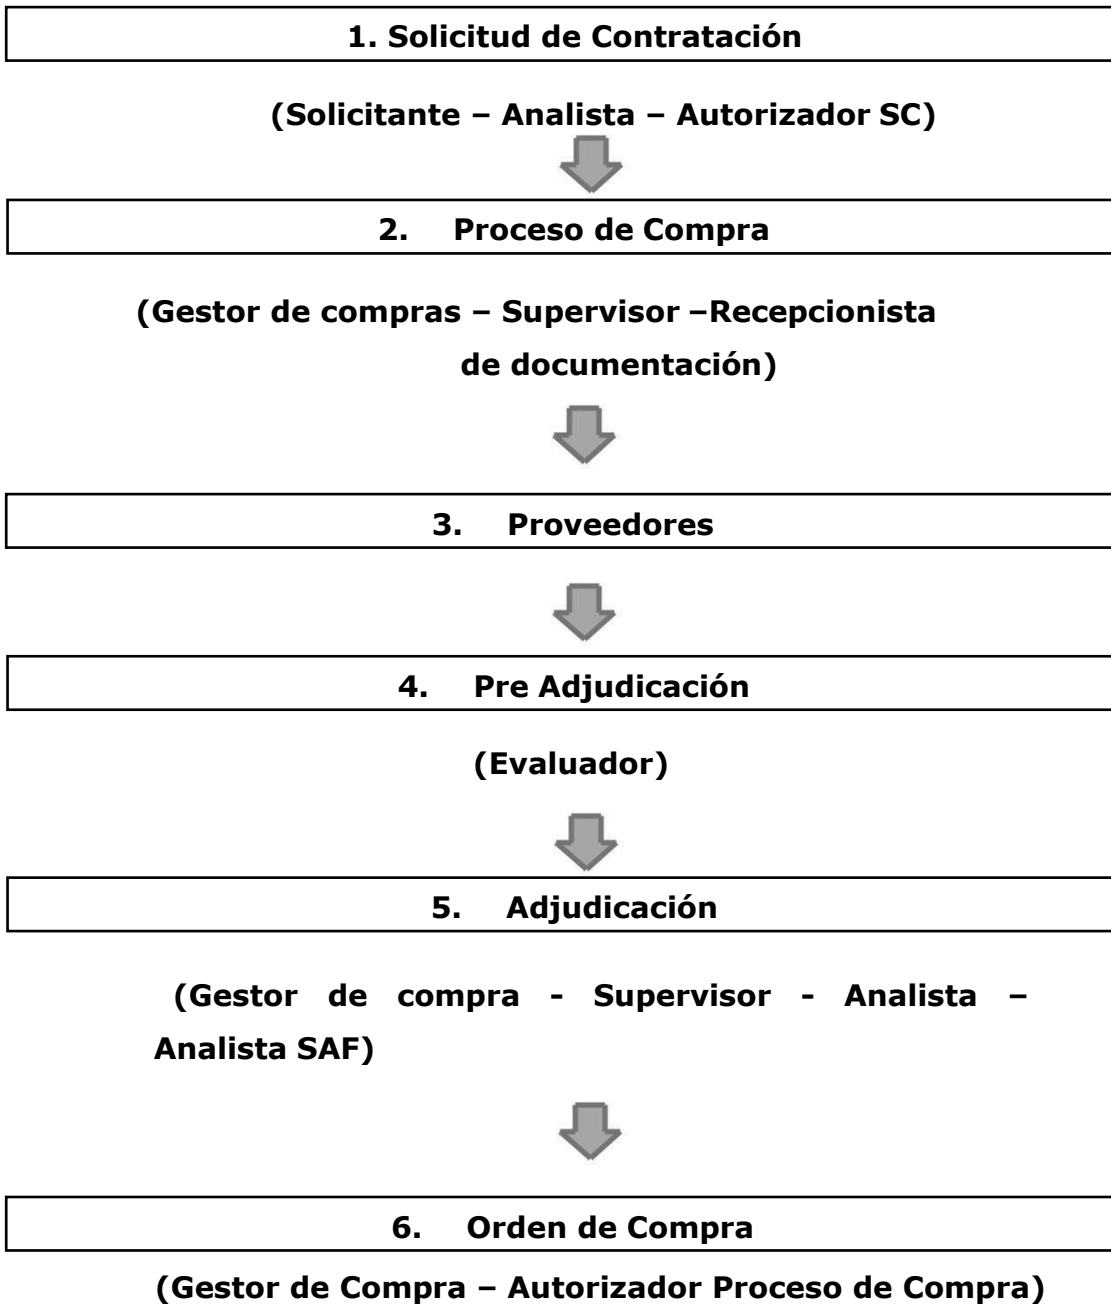 1. Solicitud de Contratación
(Solicitante – Analista – Autorizador SC)
2. Proceso de Compra
(Gestor de compras – Supervisor –Recepcionista
de documentación)
3. Proveedores
4. Pre Adjudicación
(Evaluador)
5. Adjudicación
(Gestor de compra - Supervisor - Analista –
Analista SAF)
6. Orden de Compra
(Gestor de Compra – Autorizador Proceso de Compra)